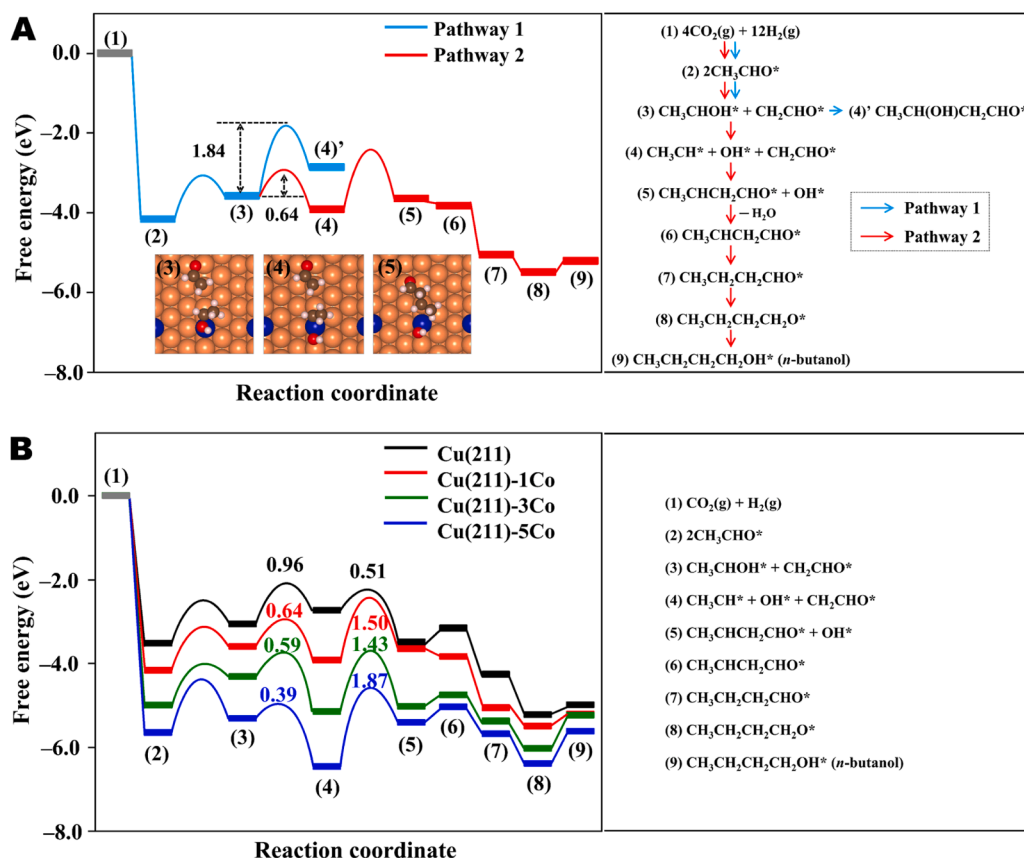 A
Free energy (eV)
0.0
−2.0
−4.0
−6.0
−8.0
(1)
Pathway 1
Pathway 2
1.84
(4)’
(2)
(3)
0.64
(4)
(5)
(6)
(7)
(8)
(9)
(3)
(4)
(5)
Reaction coordinate
(1) 4CO₂(g) + 12H₂(g)
(2) 2CH₃CHO*
(3) CH₃CHOH* + CH₂CHO*
(4)’ CH₃CH(OH)CH₂CHO*
(4) CH₃CH* + OH* + CH₂CHO*
(5) CH₃CHCH₂CHO* + OH*
− H₂O
(6) CH₃CHCH₂CHO*
(7) CH₃CH₂CH₂CHO*
(8) CH₃CH₂CH₂CH₂O*
(9) CH₃CH₂CH₂CH₂OH* (n-butanol)
Pathway 1
Pathway 2
B
Free energy (eV)
0.0
−2.0
−4.0
−6.0
−8.0
(1)
Cu(211)
Cu(211)-1Co
Cu(211)-3Co
Cu(211)-5Co
0.96
0.51
0.64
1.50
0.59
1.43
0.39
1.87
(2)
(3)
(4)
(5)
(6)
(7)
(8)
(9)
Reaction coordinate
(1) CO₂(g) + H₂(g)
(2) 2CH₃CHO*
(3) CH₃CHOH* + CH₂CHO*
(4) CH₃CH* + OH* + CH₂CHO*
(5) CH₃CHCH₂CHO* + OH*
(6) CH₃CHCH₂CHO*
(7) CH₃CH₂CH₂CHO*
(8) CH₃CH₂CH₂CH₂O*
(9) CH₃CH₂CH₂CH₂OH* (n-butanol)